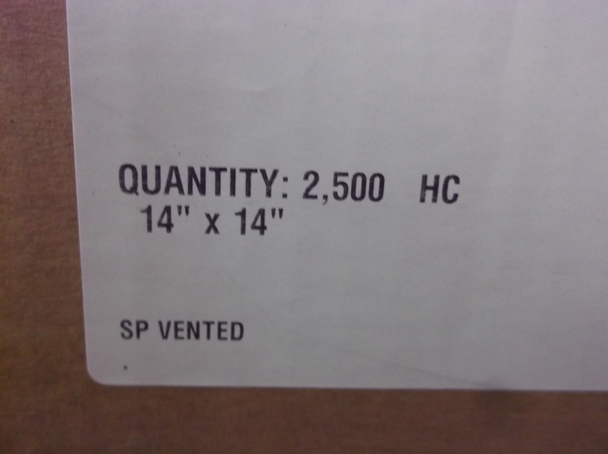 QUANTITY: 2,500 HC
14" x 14"
SP VENTED